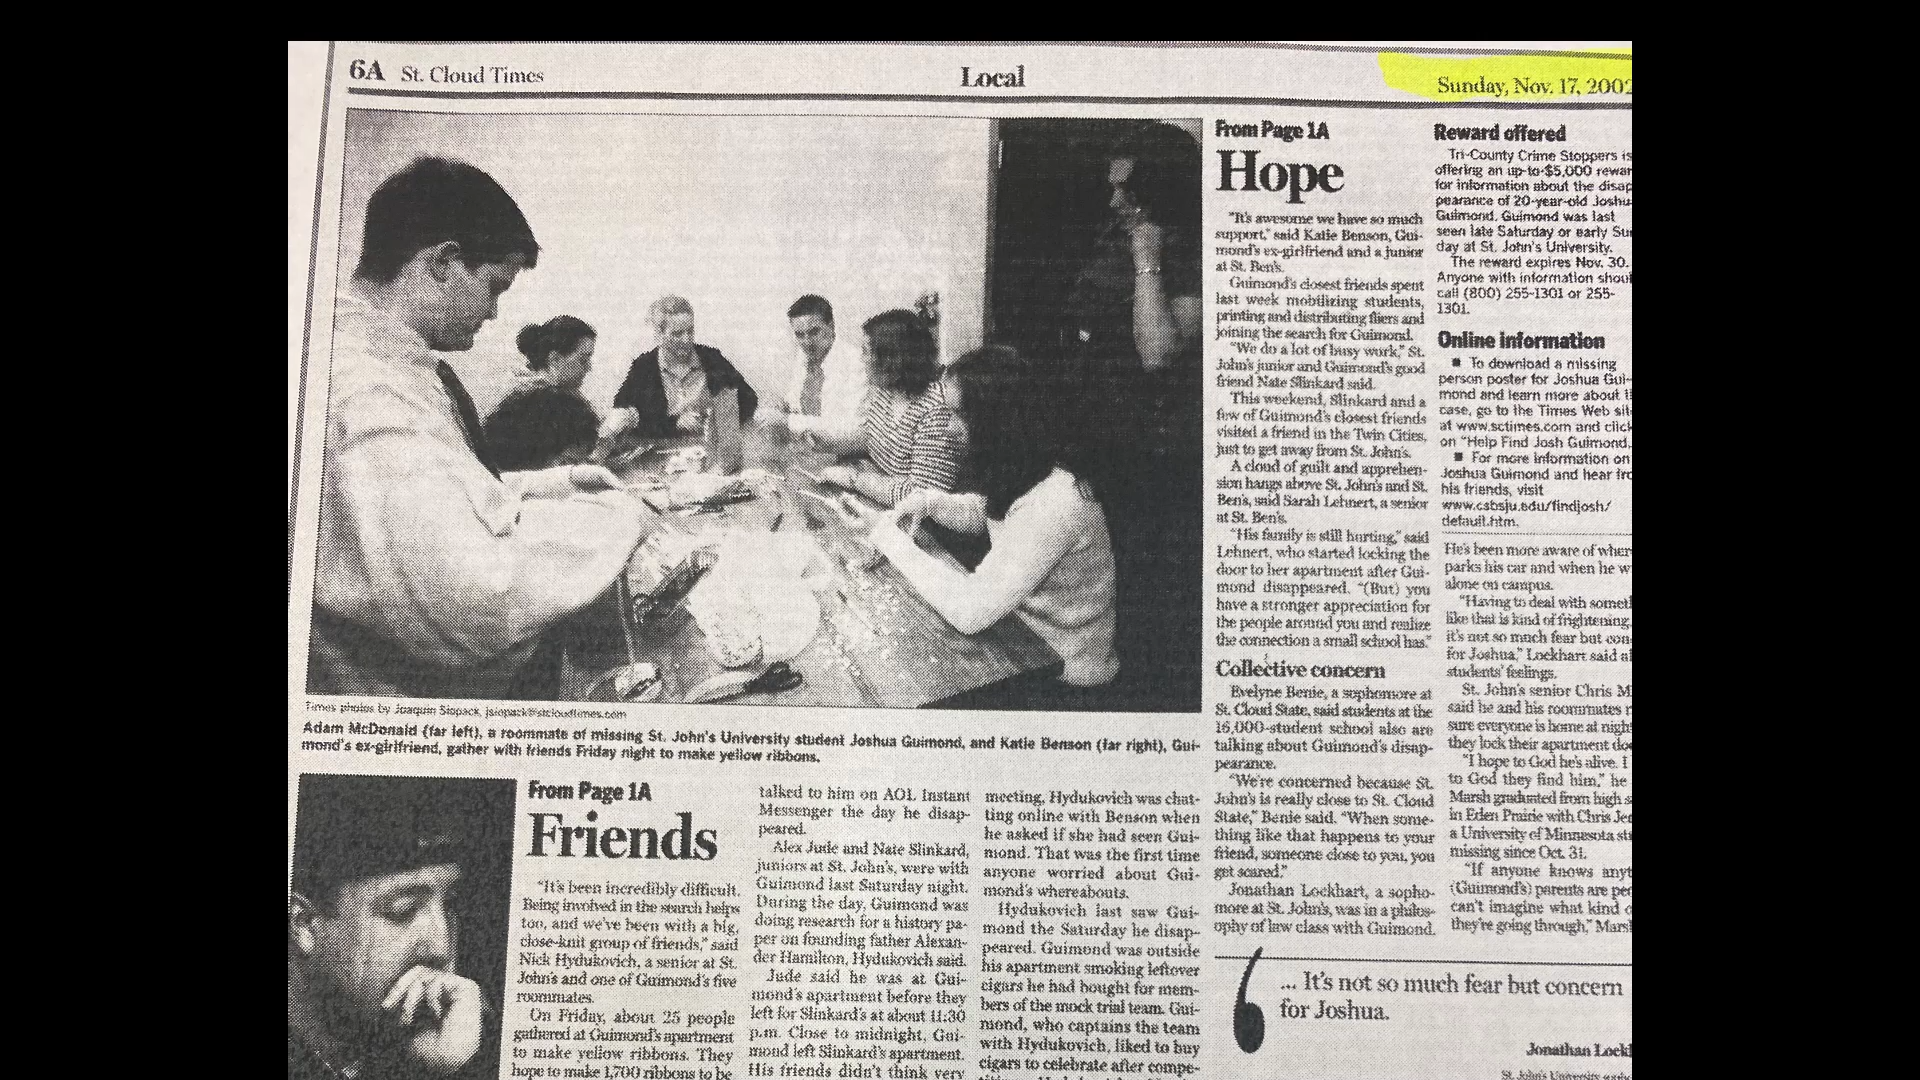 6A St. Cloud Times
Local
Sunday, Nov. 17, 2002
Times photos by Joaquin Siopack, jsiopack@stcloudtimes.com
Adam McDonald (far left), a roommate of missing St. John's University student Joshua Guimond, and Katie Benson (far right), Gui-
mond's ex-girlfriend, gather with friends Friday night to make yellow ribbons.
From Page 1A
Friends
"It's been incredibly difficult.
Being involved in the search helps
too, and we've been with a big,
close-knit group of friends," said
Nick Hydukovich, a senior at St.
John's and one of Guimond's five
roommates.
On Friday, about 25 people
gathered at Guimond's apartment
to make yellow ribbons. They
hope to make 1,700 ribbons to be
talked to him on AOL Instant
Messenger the day he disap-
peared.
Alex Jude and Nate Slinkard,
juniors at St. John's, were with
Guimond last Saturday night.
During the day, Guimond was
doing research for a history pa-
per on founding father Alexan-
der Hamilton, Hydukovich said.
Jude said he was at Gui-
mond's apartment before they
left for Slinkard's at about 11:30
p.m. Close to midnight, Gui-
mond left Slinkard's apartment.
His friends didn't think very
meeting, Hydukovich was chat-
ting online with Benson when
he asked if she had seen Gui-
mond. That was the first time
anyone worried about Gui-
mond's whereabouts.
Hydukovich last saw Gui-
mond the Saturday he disap-
peared. Guimond was outside
his apartment smoking leftover
cigars he had bought for mem-
bers of the mock trial team. Gui-
mond, who captains the team
with Hydukovich, liked to buy
cigars to celebrate after compe-
From Page 1A
Hope
"It's awesome we have so much
support," said Katie Benson, Gui-
mond's ex-girlfriend and a junior
at St. Ben's.
Guimond's closest friends spent
last week mobilizing students,
printing and distributing fliers and
joining the search for Guimond.
"We do a lot of busy work," St.
John's junior and Guimond's good
friend Nate Slinkard said.
This weekend, Slinkard and a
few of Guimond's closest friends
visited a friend in the Twin Cities,
just to get away from St. John's.
A cloud of guilt and apprehen-
sion hangs above St. John's and St.
Ben's, said Sarah Lehnert, a senior
at St. Ben's.
"His family is still hurting," said
Lehnert, who started locking the
door to her apartment after Gui-
mond disappeared. "(But) you
have a stronger appreciation for
the people around you and realize
the connection a small school has."
Collective concern
Evelyne Benie, a sophomore at
St. Cloud State, said students at the
16,000-student school also are
talking about Guimond's disap-
pearance.
"We're concerned because St.
John's is really close to St. Cloud
State," Benie said. "When some-
thing like that happens to your
friend, someone close to you, you
get scared."
Jonathan Lockhart, a sopho-
more at St. John's, was in a philos-
ophy of law class with Guimond.
Reward offered
Tri-County Crime Stoppers is
offering an up-to-$5,000 rewar
for information about the disap
pearance of 20-year-old Joshu
Guimond. Guimond was last
seen late Saturday or early Su
day at St. John's University.
The reward expires Nov. 30.
Anyone with information shoul
call (800) 255-1301 or 255-
1301.
Online information
■ To download a missing
person poster for Joshua Gui-
mond and learn more about t
case, go to the Times Web sit
at www.sctimes.com and click
on "Help Find Josh Guimond.
■ For more information on
Joshua Guimond and hear fro
his friends, visit
www.csbsju.edu/findjosh/
default.htm.
He's been more aware of wher
parks his car and when he w
alone on campus.
"Having to deal with somet
like that is kind of frightening.
it's not so much fear but con
for Joshua," Lockhart said a
students' feelings.
St. John's senior Chris M
said he and his roommates
sure everyone is home at nigh
they lock their apartment do
"I hope to God he's alive. I
to God they find him," he
Marsh graduated from high s
in Eden Prairie with Chris Je
a University of Minnesota st
missing since Oct. 31.
"If anyone knows anyt
(Guimond's) parents are pe
can't imagine what kind o
they're going through," Mars
... It's not so much fear but concern
for Joshua.
Jonathan Lock
St. John's University